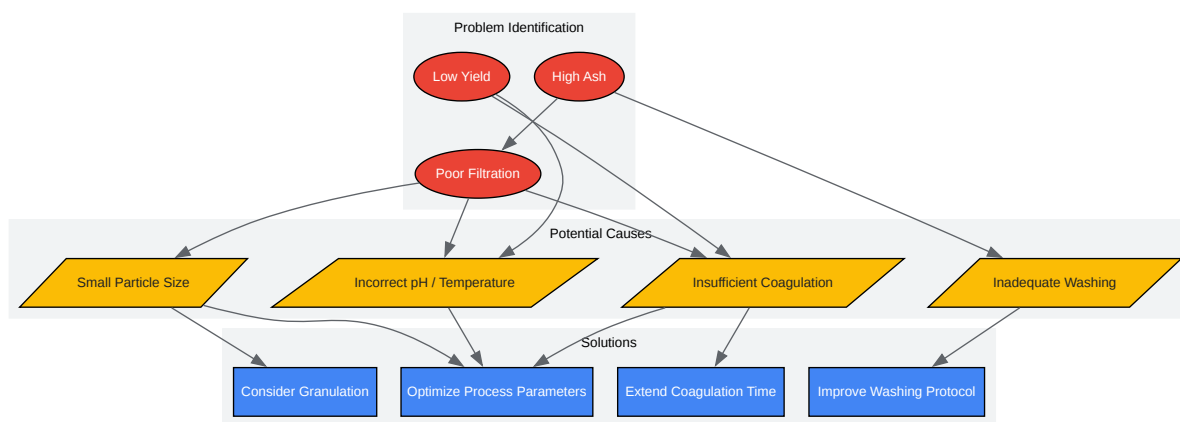 Problem Identification
Low Yield
High Ash
Poor Filtration
Potential Causes
Small Particle Size
Incorrect pH / Temperature
Insufficient Coagulation
Inadequate Washing
Solutions
Consider Granulation
Optimize Process Parameters
Extend Coagulation Time
Improve Washing Protocol